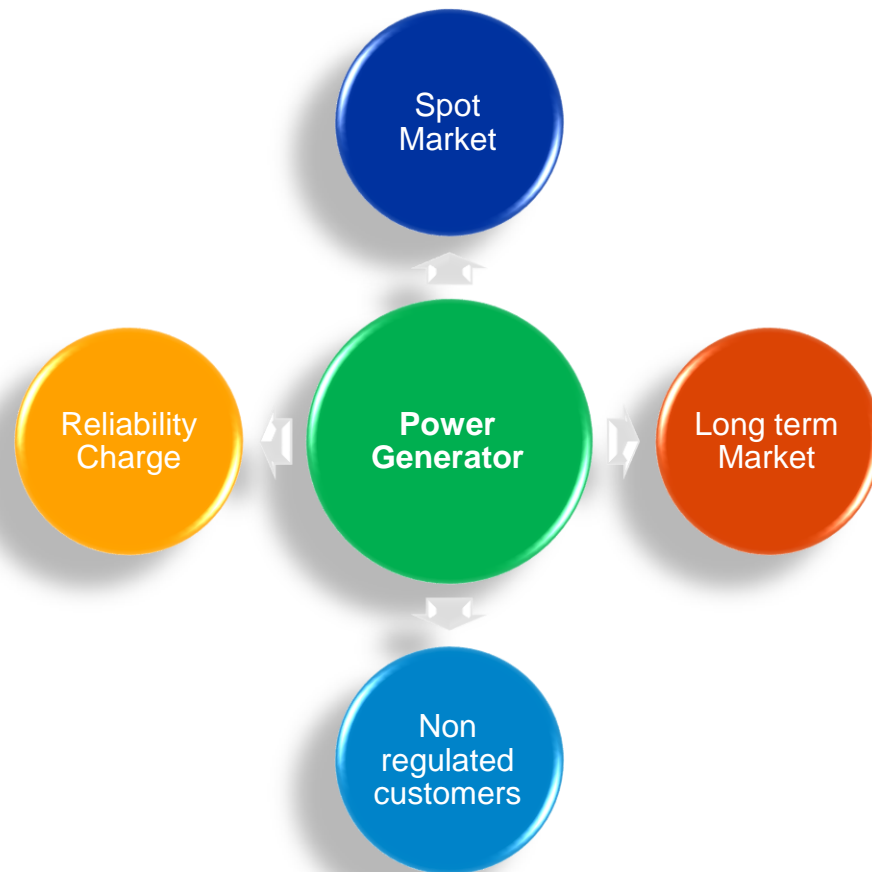 Spot
Market
Reliability
Charge
Power
Generator
Long term
Market
Non
regulated
customers